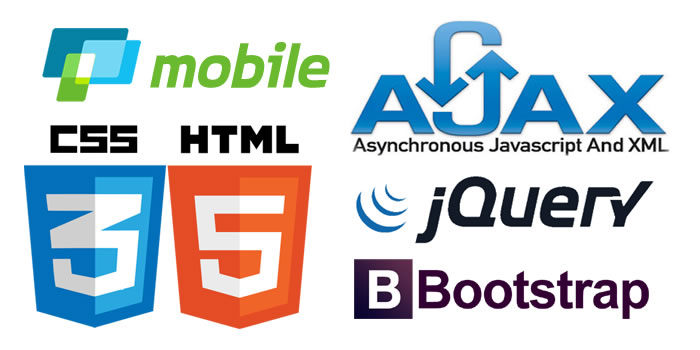 mobile
CSS
3
HTML
5
AJAX
Asynchronous Javascript And XML
jQuery
B Bootstrap